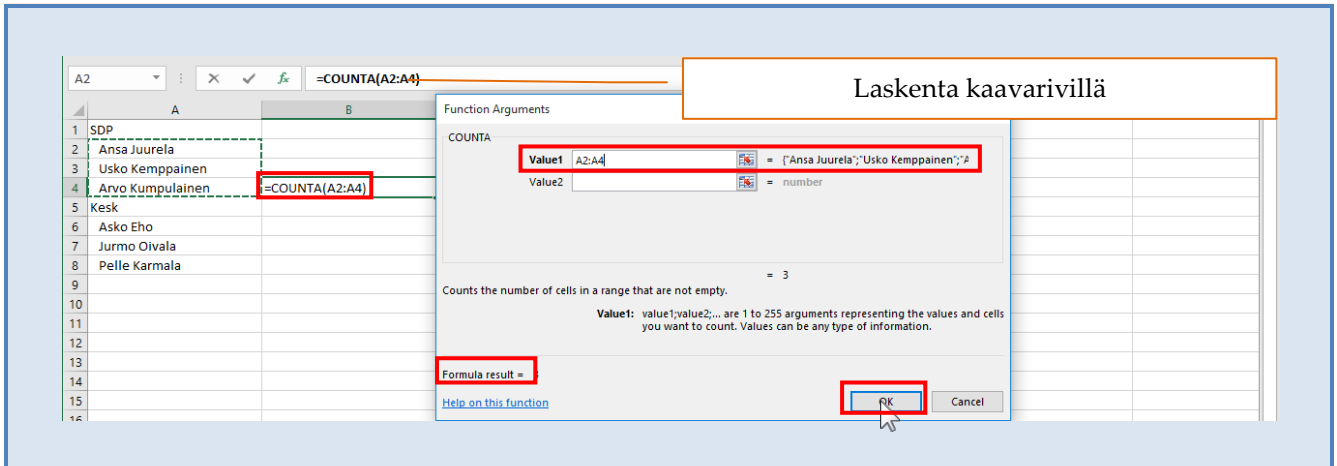 Laskenta kaavarivillä
A2 fx =COUNTA(A2:A4)
A B
1 SDP
2 Ansa Juurela
3 Usko Kemppainen
4 Arvo Kumpulainen =COUNTA(A2:A4)
5 Kesk
6 Asko Eho
7 Jurmo Oivala
8 Pelle Karmala
9
10
11
12
13
14
15
16
Function Arguments
COUNTA
Value1 A2:A4 = {"Ansa Juurela";"Usko Kemppainen";"A
Value2 = number
= 3
Counts the number of cells in a range that are not empty.
Value1: value1;value2;... are 1 to 255 arguments representing the values and cells
you want to count. Values can be any type of information.
Formula result =
Help on this function
OK Cancel